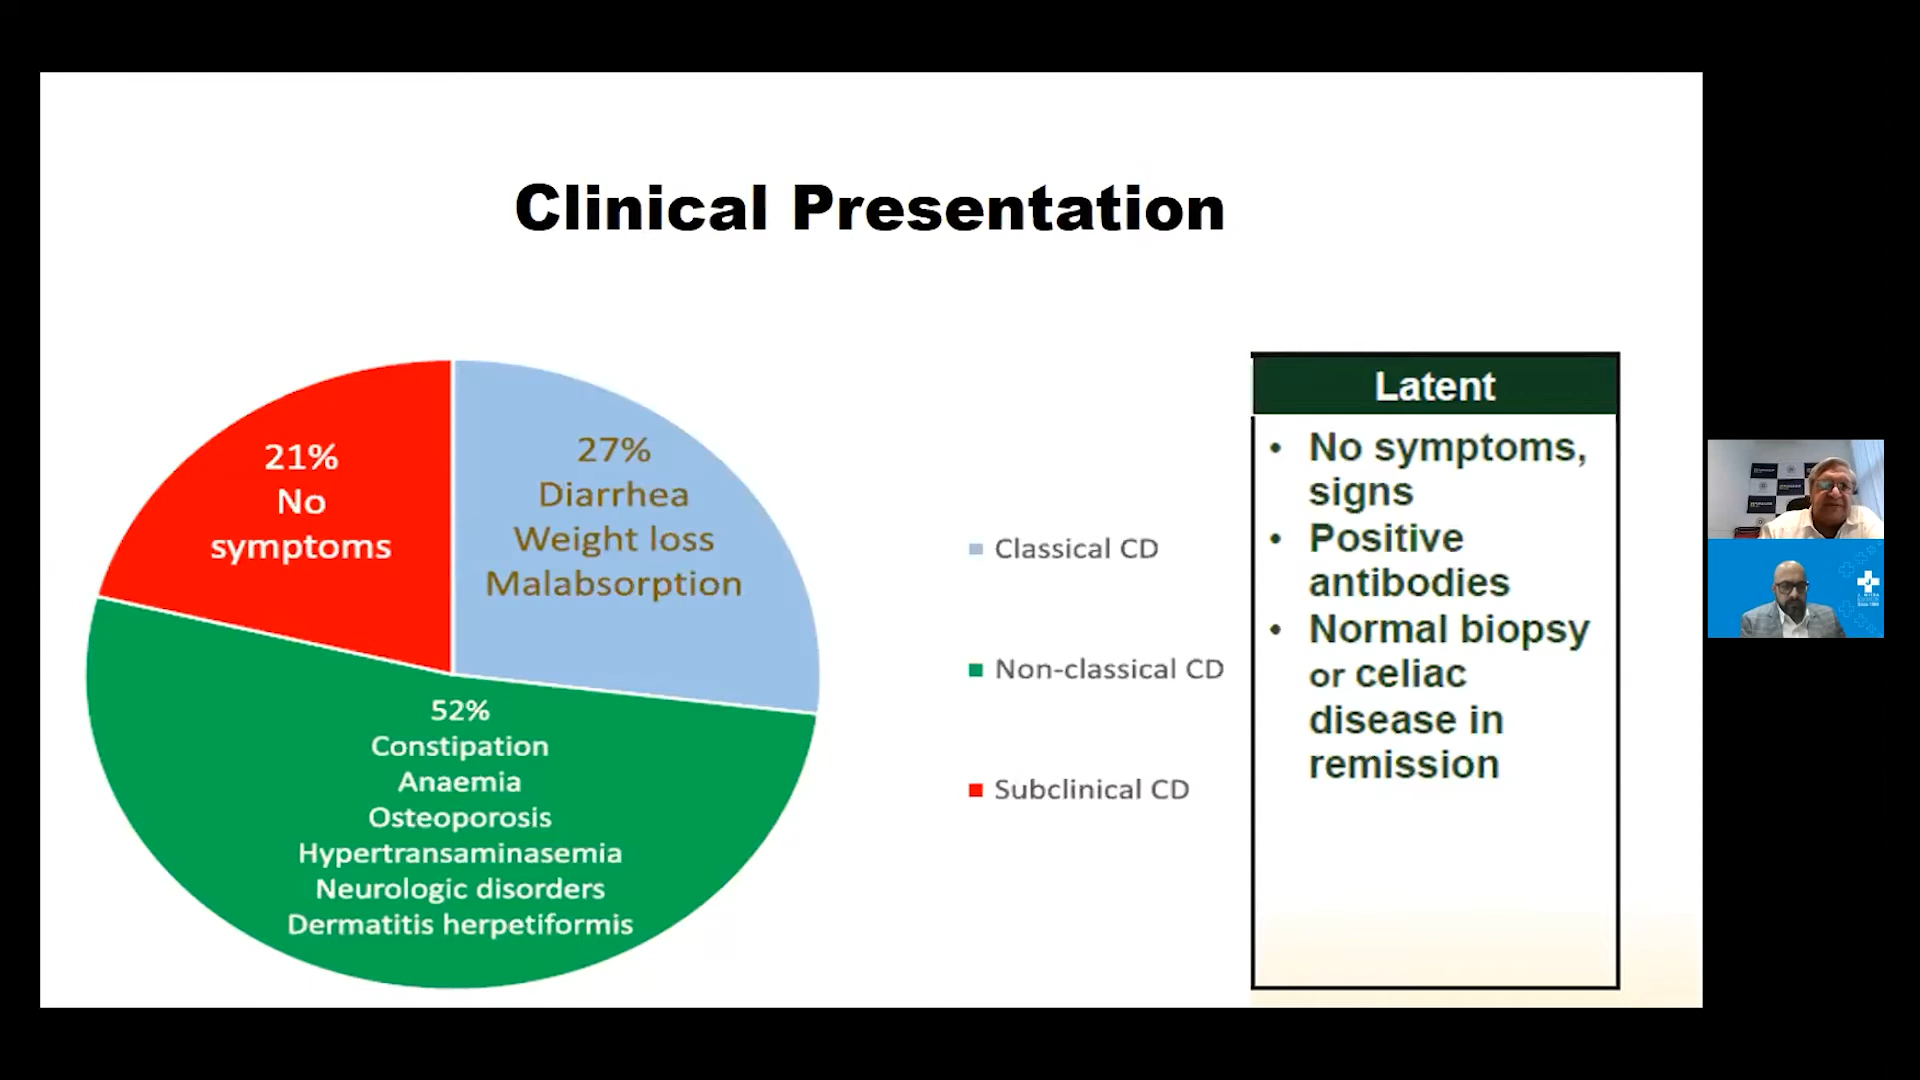 Clinical Presentation
21%
No
symptoms
27%
Diarrhea
Weight loss
Malabsorption
52%
Constipation
Anaemia
Osteoporosis
Hypertransaminasemia
Neurologic disorders
Dermatitis herpetiformis
Classical CD
Non-classical CD
Subclinical CD
Latent
• No symptoms,
signs
• Positive
antibodies
• Normal biopsy
or celiac
disease in
remission